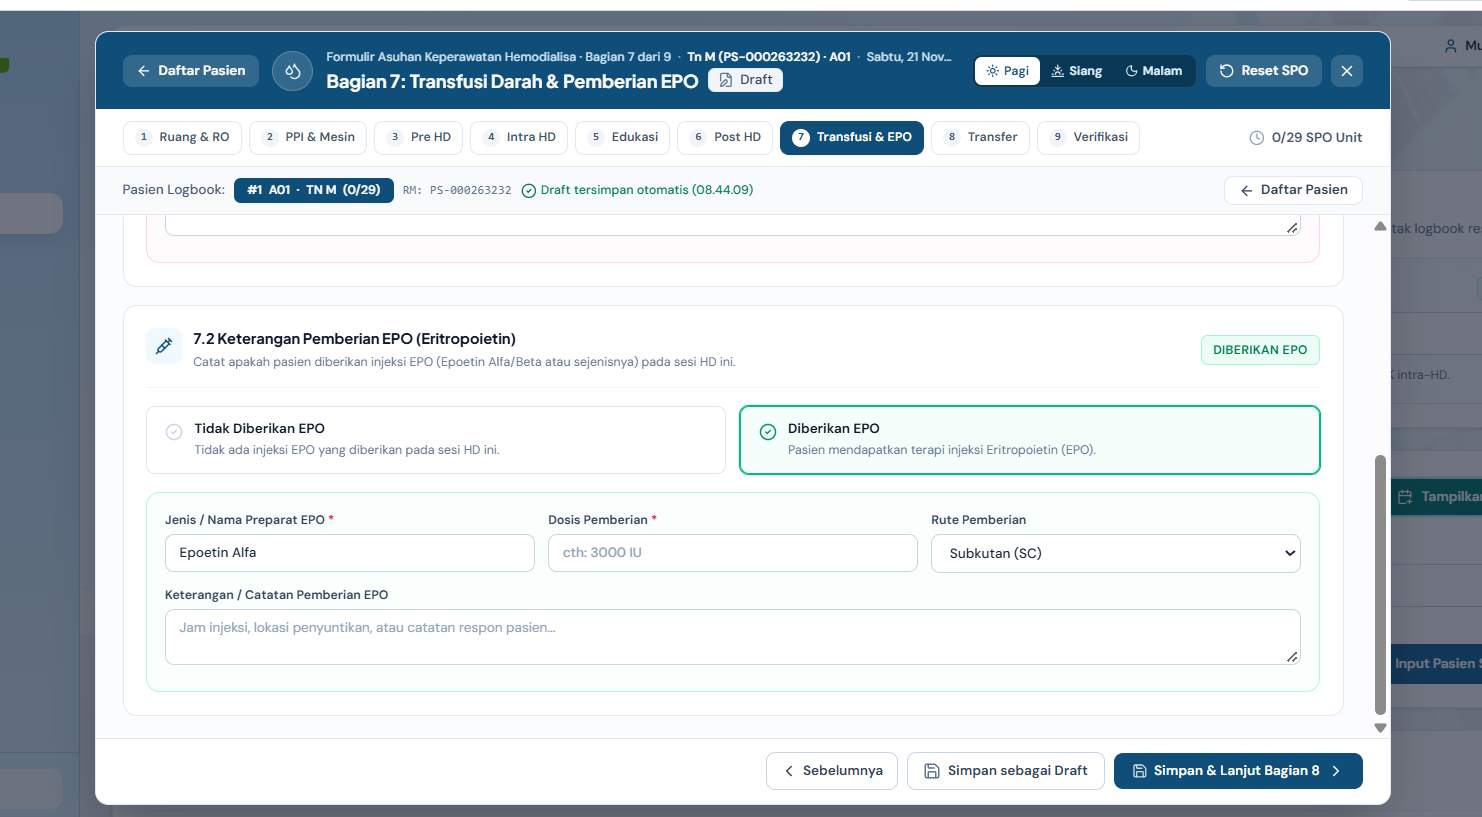 Daftar Pasien
Formulir Asuhan Keperawatan Hemodialisa · Bagian 7 dari 9 · Tn M (PS-000263232) · A01 · Sabtu, 21 Nov...
Bagian 7: Transfusi Darah & Pemberian EPO
Draft
Pagi
Siang
Malam
Reset SPO
1 Ruang & RO
2 PPI & Mesin
3 Pre HD
4 Intra HD
5 Edukasi
6 Post HD
7 Transfusi & EPO
8 Transfer
9 Verifikasi
0/29 SPO Unit
Pasien Logbook:
#1 A01 · TN M (0/29)
RM: PS-000263232
Draft tersimpan otomatis (08.44.09)
Daftar Pasien
7.2 Keterangan Pemberian EPO (Eritropoietin)
Catat apakah pasien diberikan injeksi EPO (Epoetin Alfa/Beta atau sejenisnya) pada sesi HD ini.
DIBERIKAN EPO
Tidak Diberikan EPO
Tidak ada injeksi EPO yang diberikan pada sesi HD ini.
Diberikan EPO
Pasien mendapatkan terapi injeksi Eritropoietin (EPO).
Jenis / Nama Preparat EPO *
Epoetin Alfa
Dosis Pemberian *
cth: 3000 IU
Rute Pemberian
Subkutan (SC)
Keterangan / Catatan Pemberian EPO
Jam injeksi, lokasi penyuntikan, atau catatan respon pasien...
Sebelumnya
Simpan sebagai Draft
Simpan & Lanjut Bagian 8
Mu
tak logbook re
intra-HD.
Tampilkan
Input Pasien S